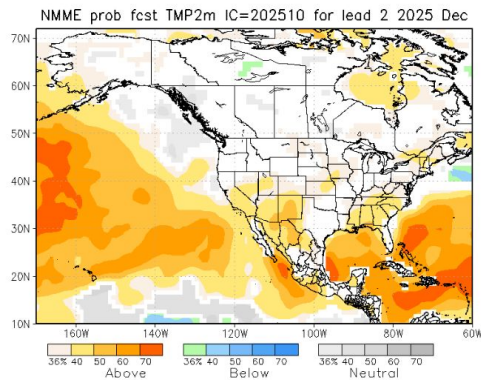 NMME prob fcst TMP2m IC=202510 for lead 2 2025 Dec
70N
60N
50N
40N
30N
20N
10N
160W 140W 120W 100W 80W 60W
36% 40 50 60 70 36% 40 50 60 70 36% 40 50 60 70
Above Below Neutral